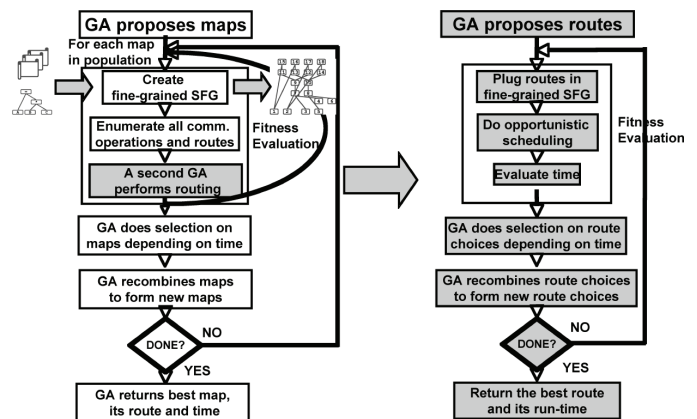 GA proposes maps
For each map
in population
Create
fine-grained SFG
Enumerate all comm.
operations and routes
Fitness
Evaluation
A second GA
performs routing
GA does selection on
maps depending on time
GA recombines maps
to form new maps
DONE?
NO
YES
GA returns best map,
its route and time
GA proposes routes
Plug routes in
fine-grained SFG
Do opportunistic
scheduling
Fitness
Evaluation
Evaluate time
GA does selection on route
choices depending on time
GA recombines route choices
to form new route choices
DONE?
NO
YES
Return the best route
and its run-time